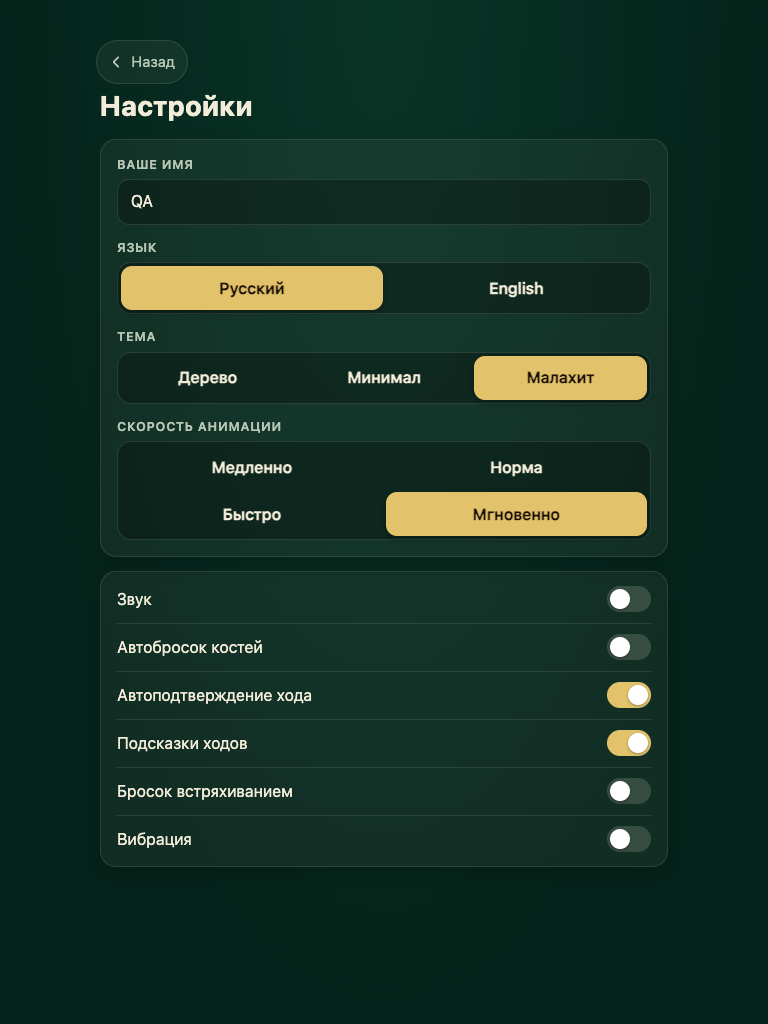 Назад
Настройки
ВАШЕ ИМЯ
QA
ЯЗЫК
Русский English
ТЕМА
Дерево Минимал Малахит
СКОРОСТЬ АНИМАЦИИ
Медленно Норма
Быстро Мгновенно
Звук
Автобросок костей
Автоподтверждение хода
Подсказки ходов
Бросок встряхиванием
Вибрация